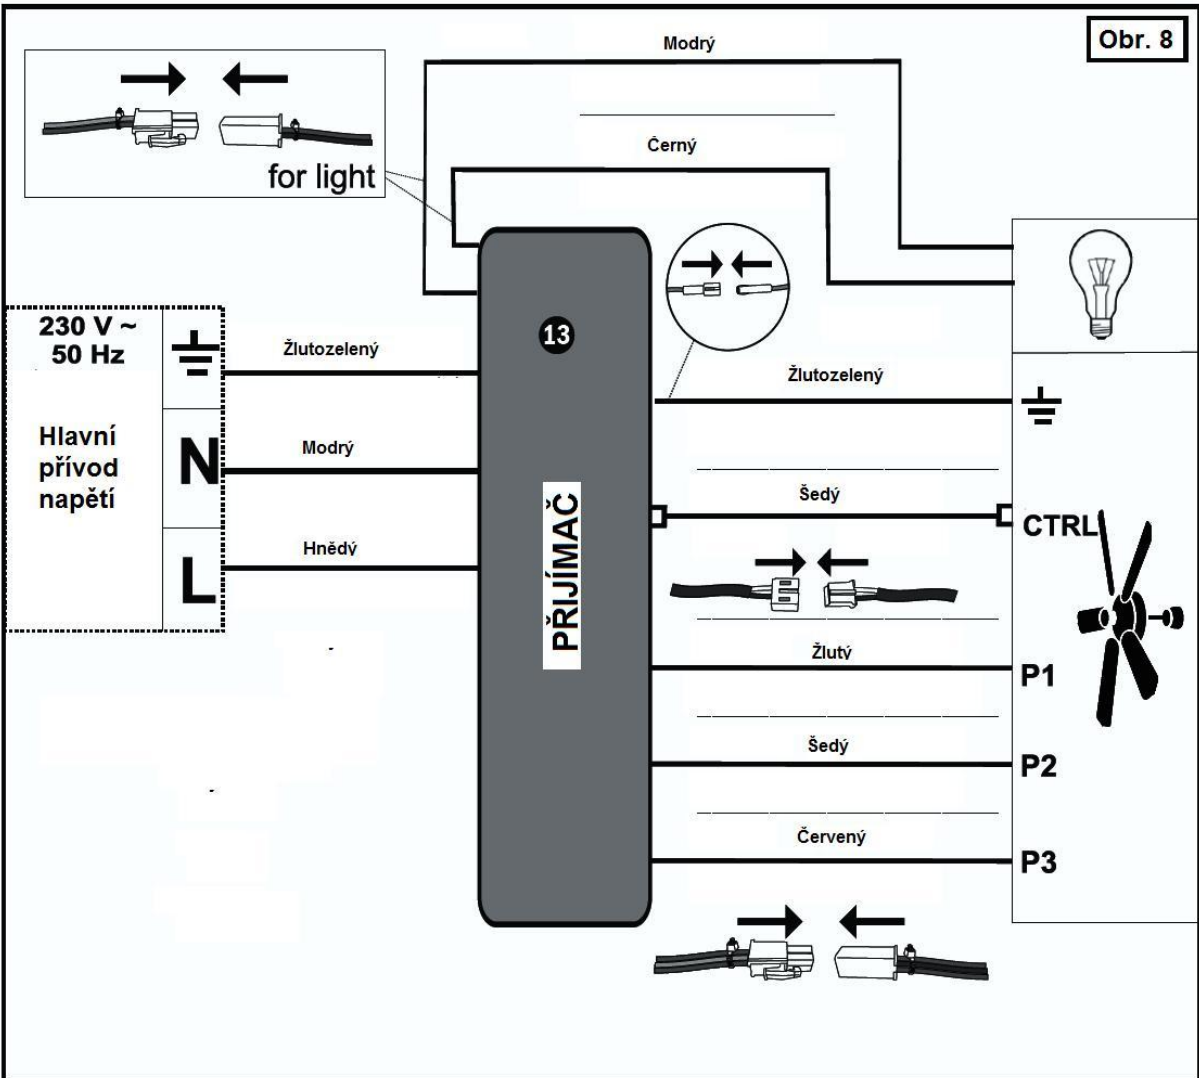 Obr. 8
Modrý
Černý
for light
230 V ~
50 Hz
Hlavní
přívod
napětí
N
L
Žlutozelený
Modrý
Hnědý
13
PŘIJÍMAČ
Žlutozelený
Šedý
CTRL
Žlutý
P1
Šedý
P2
Červený
P3